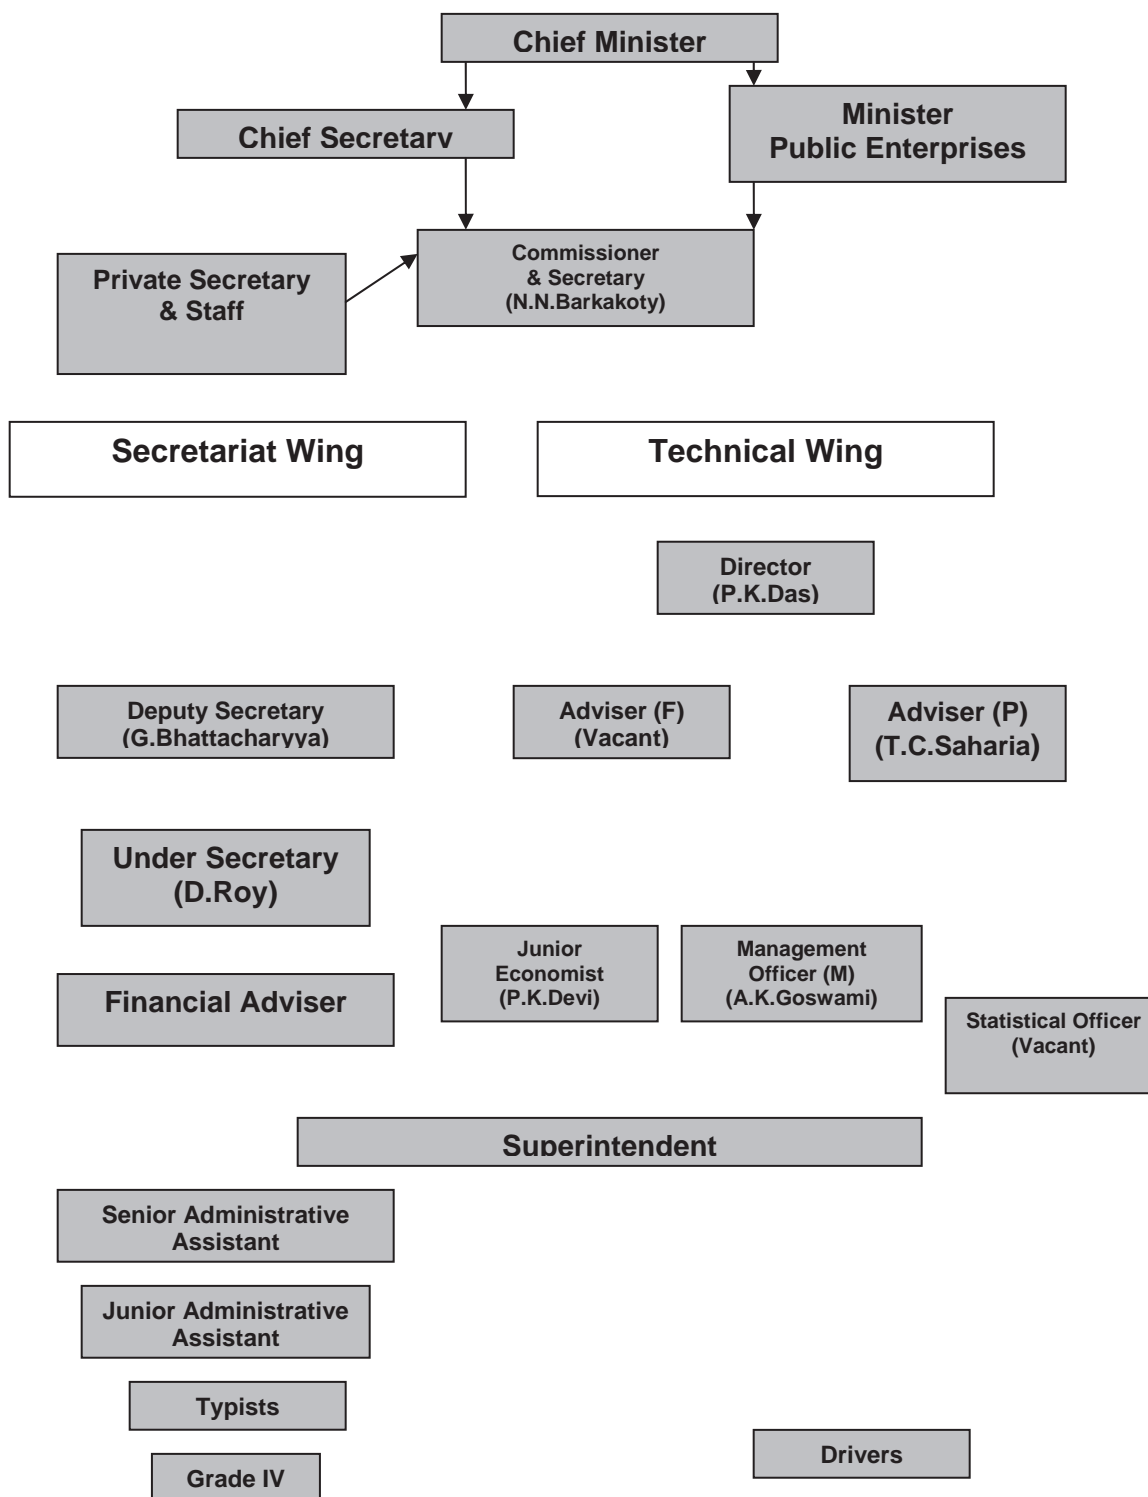 Chief Minister
Chief Secretary
Minister
Public Enterprises
Commissioner
& Secretary
(N.N.Barkakoty)
Private Secretary
& Staff
Secretariat Wing
Technical Wing
Director
(P.K.Das)
Deputy Secretary
(G.Bhattacharyya)
Adviser (F)
(Vacant)
Adviser (P)
(T.C.Saharia)
Under Secretary
(D.Roy)
Junior
Economist
(P.K.Devi)
Management
Officer (M)
(A.K.Goswami)
Financial Adviser
Statistical Officer
(Vacant)
Superintendent
Senior Administrative
Assistant
Junior Administrative
Assistant
Typists
Drivers
Grade IV